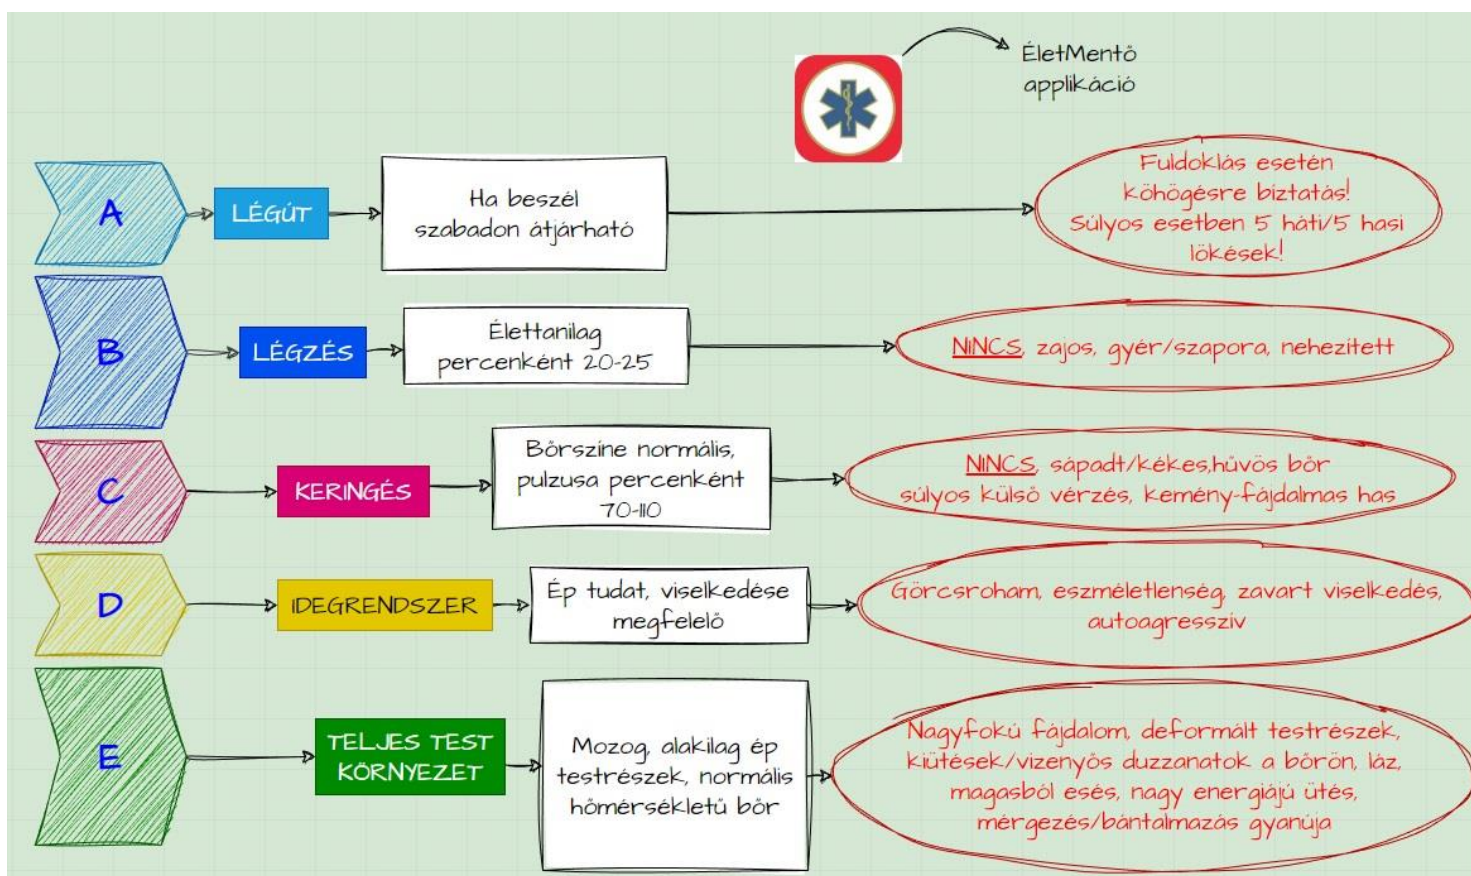 ÉletMentő
applikáció
A
LÉGÚT
Ha beszél
szabadon átjárható
Fuldoklás esetén
köhögésre biztatás!
Súlyos esetben 5 háti/5 hasi
lökések!
B
LÉGZÉS
Élettanilag
percenként 20-25
NINCS, zajos, gyér/szapora, nehezített
C
KERINGÉS
Bőrszíne normális,
pulzusa percenként
70-110
NINCS, sápadt/kékes,hűvös bőr
súlyos külső vérzés, kemény-fájdalmas has
D
IDEGRENDSZER
Ép tudat, viselkedése
megfelelő
Görcsroham, eszméletlenség, zavart viselkedés,
autoagresszív
E
TELJES TEST
KÖRNYEZET
Mozog, alakilag ép
testrészek, normális
hőmérsékletű bőr
Nagyfokú fájdalom, deformált testrészek,
kiütések/vizenyős duzzanatok a bőrön, láz,
magasból esés, nagy energiájú ütés,
mérgezés/bántalmazás gyanúja